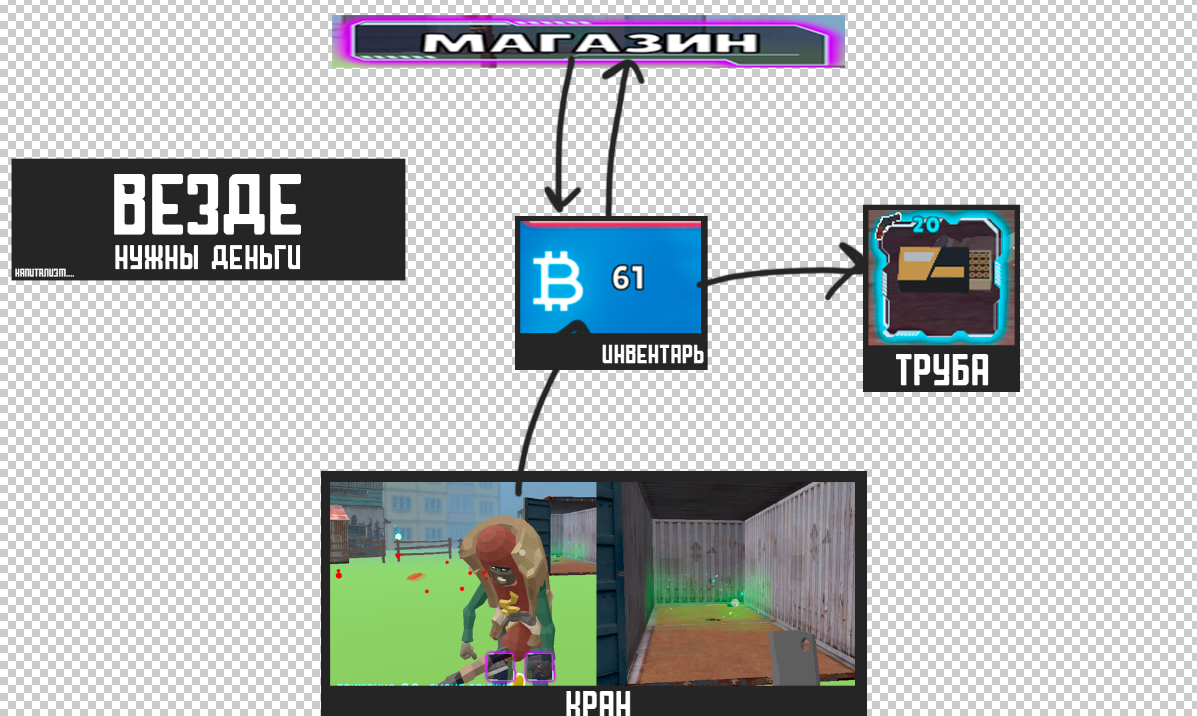 МАГАЗИН
ВЕЗДЕ
НУЖНЫ ДЕНЬГИ
КАПИТАЛИЗМ....
61
ИНВЕНТАРЬ
20
ТРУБА
КРАН